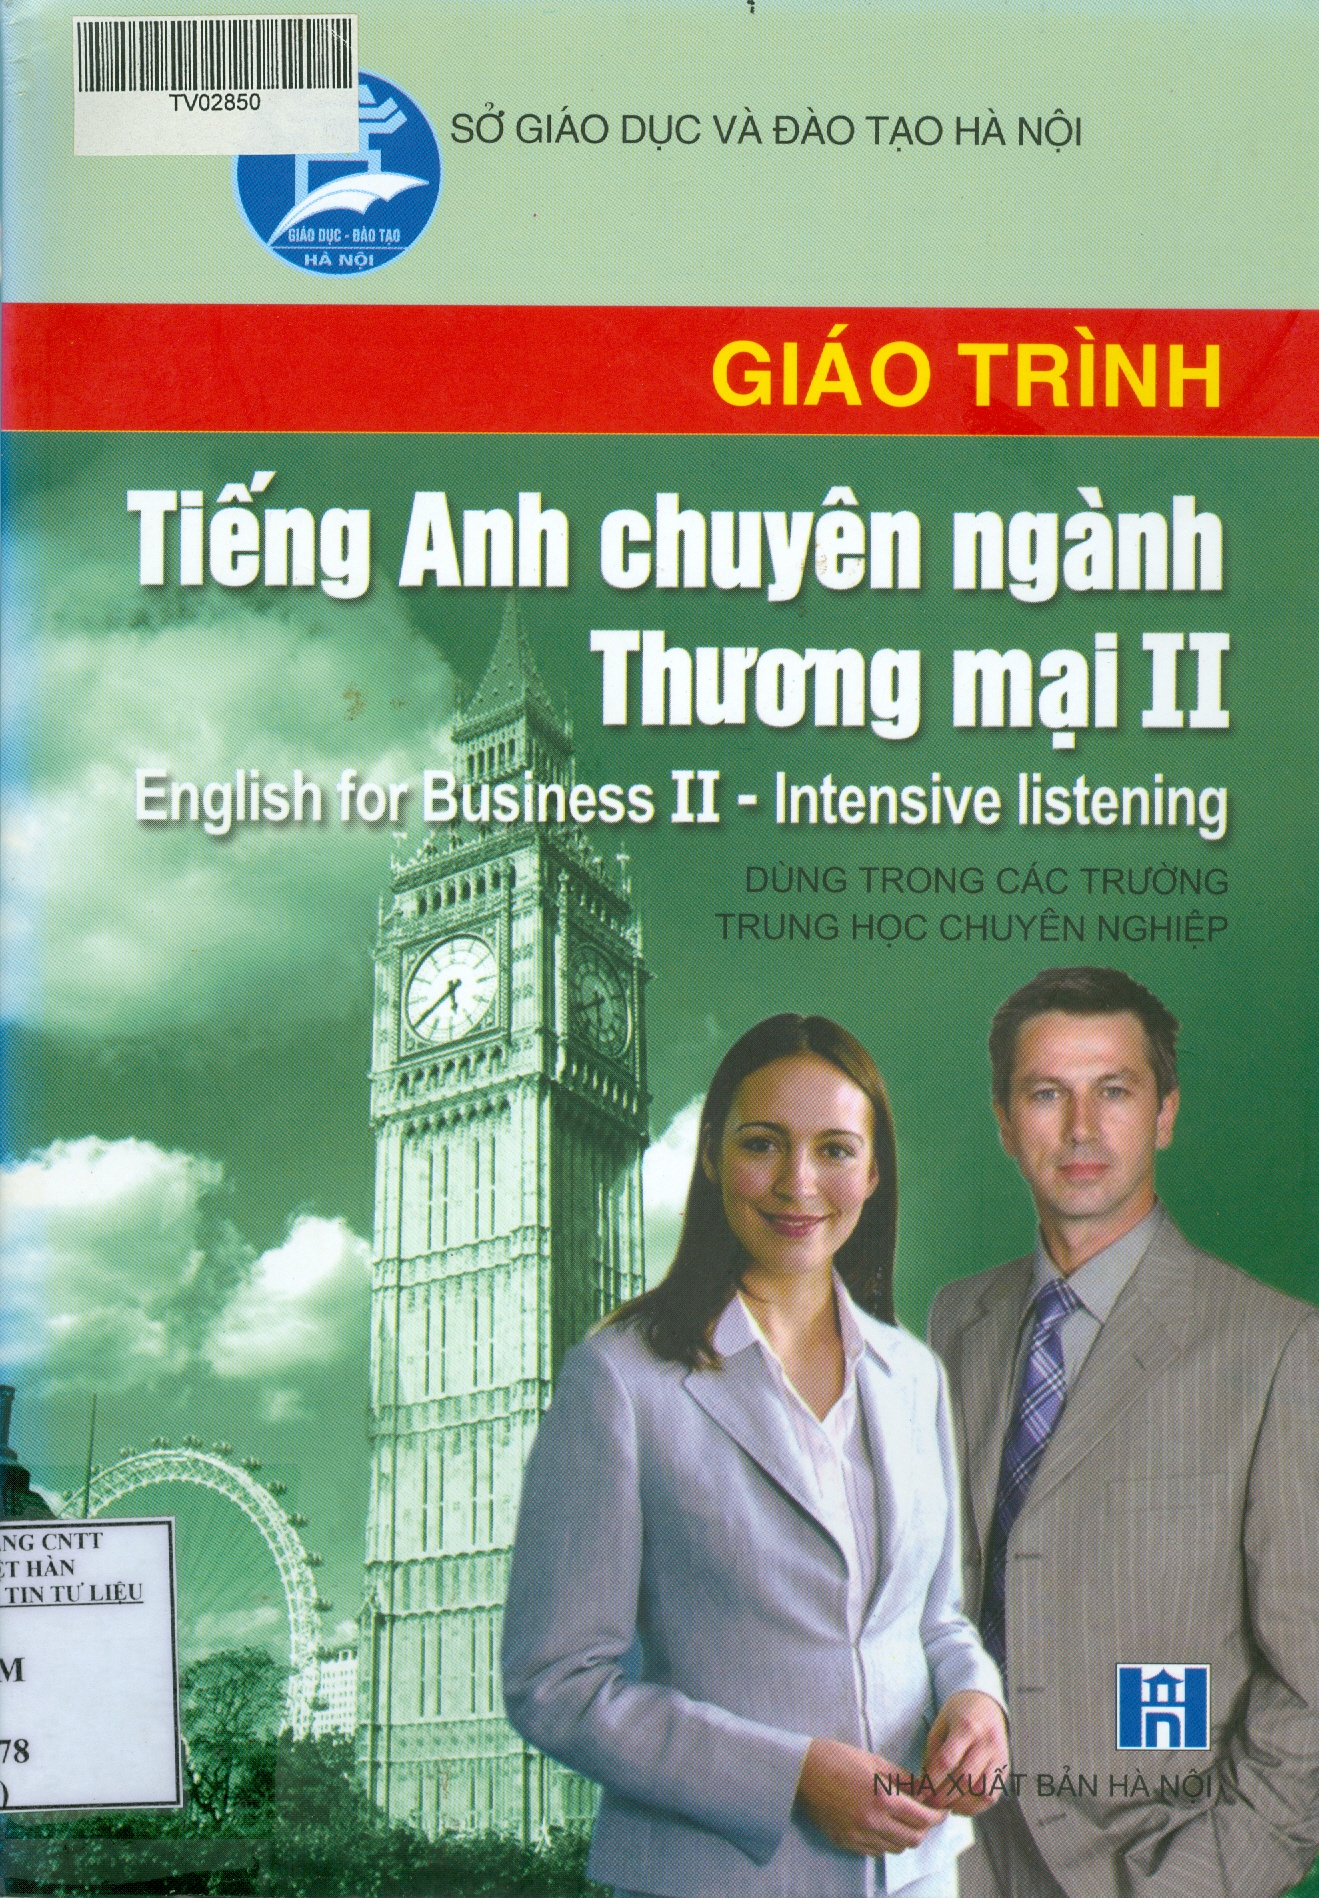 TV02850
SỞ GIÁO DỤC VÀ ĐÀO TẠO HÀ NỘI
GIÁO DỤC - ĐÀO TẠO
HÀ NỘI
GIÁO TRÌNH
Tiếng Anh chuyên ngành
Thương mại II
English for Business II - Intensive listening
DÙNG TRONG CÁC TRƯỜNG
TRUNG HỌC CHUYÊN NGHIỆP
NG CNTT
ỆT HÀN
TIN TƯ LIỆU
M
78
)
NHÀ XUẤT BẢN HÀ NỘI